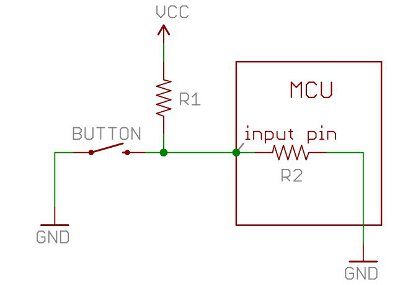 VCC
R1
MCU
BUTTON
input pin
R2
GND
GND